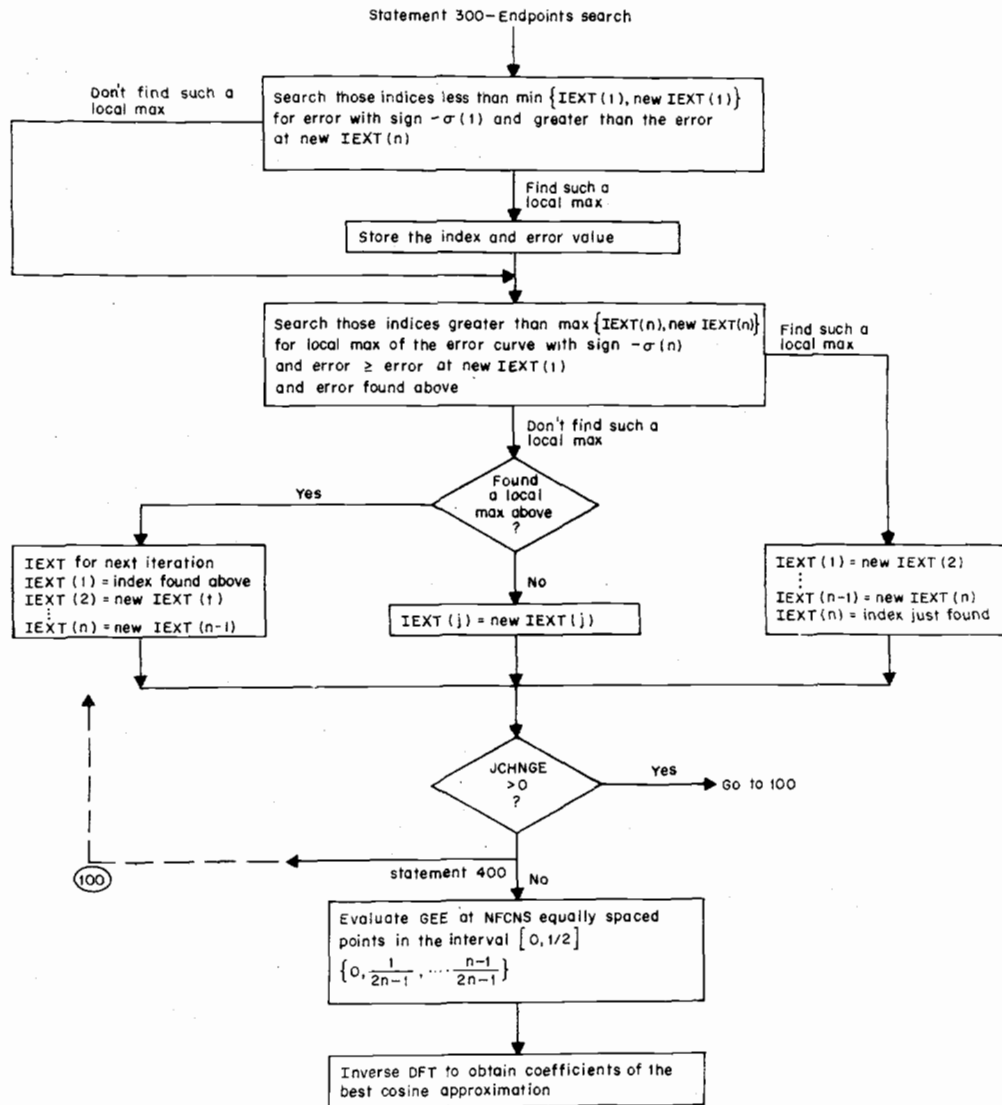 Statement 300-Endpoints search
Don't find such a
local max
Search those indices less than min {IEXT(1), new IEXT(1)}
for error with sign -σ(1) and greater than the error
at new IEXT(n)
Find such a
local max
Store the index and error value
Search those indices greater than max {IEXT(n), new IEXT(n)}
for local max of the error curve with sign -σ(n)
and error ≥ error at new IEXT(1)
and error found above
Find such a
local max
Don't find such a
local max
Found
a local
max above
?
Yes
No
IEXT for next iteration
IEXT (1) = index found above
IEXT (2) = new IEXT(1)
⋮
IEXT(n) = new IEXT(n-1)
IEXT(j) = new IEXT(j)
IEXT(1) = new IEXT(2)
⋮
IEXT(n-1) = new IEXT(n)
IEXT(n) = index just found
JCHNGE
>0
?
Yes
Go to 100
100
statement 400
No
Evaluate GEE at NFCNS equally spaced
points in the interval [0,1/2]
{0, 1/2n-1, ···· n-1/2n-1}
Inverse DFT to obtain coefficients of the
best cosine approximation